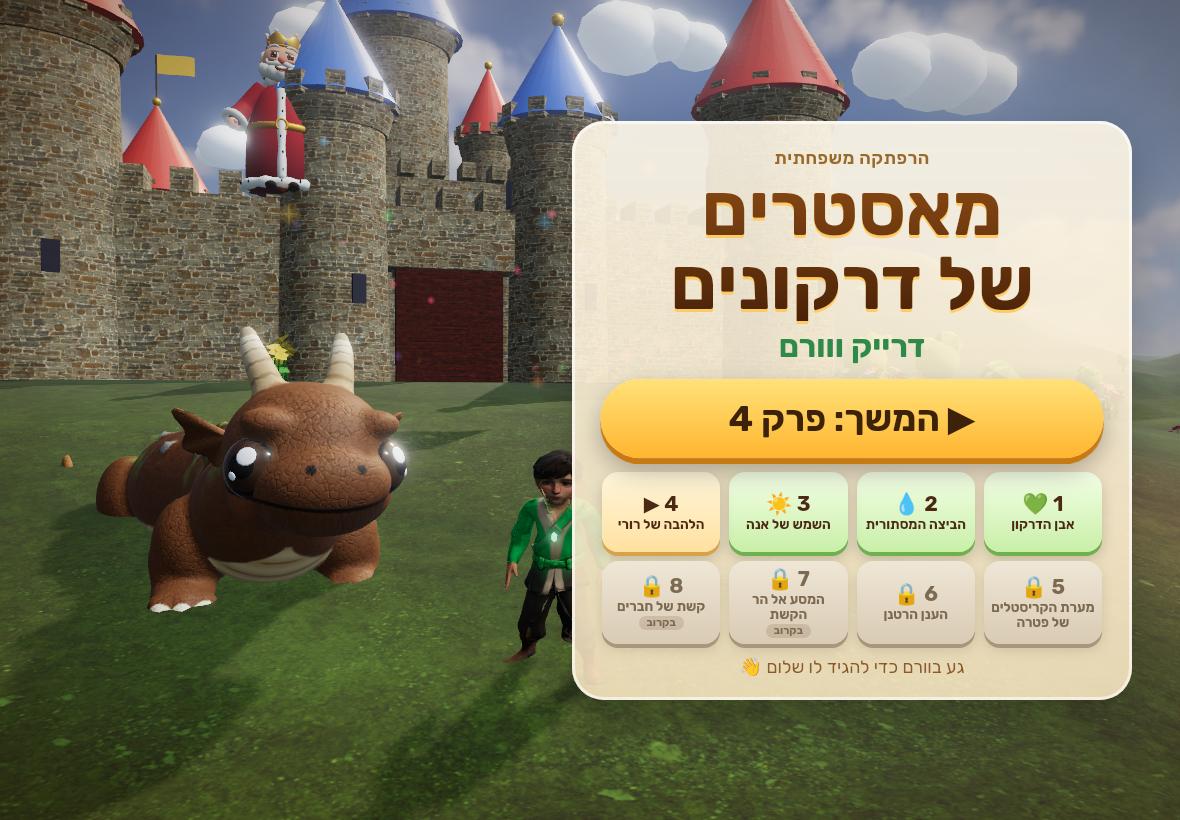 הרפתקה משפחתית
מאסטרים
של דרקונים
דרייק וורם
▶ המשך: פרק 4
1 💚
אבן הדרקון
2 💧
הביצה המסתורית
3 ☀️
השמש של אנה
4 ▶
הלהבה של רורי
5 🔒
מערת הקריסטלים
של פטרה
6 🔒
הענן הרטנן
7 🔒
המסע אל הר
הקשת
בקרוב
8 🔒
קשת של חברים
בקרוב
גע בוורם כדי להגיד לו שלום 👋